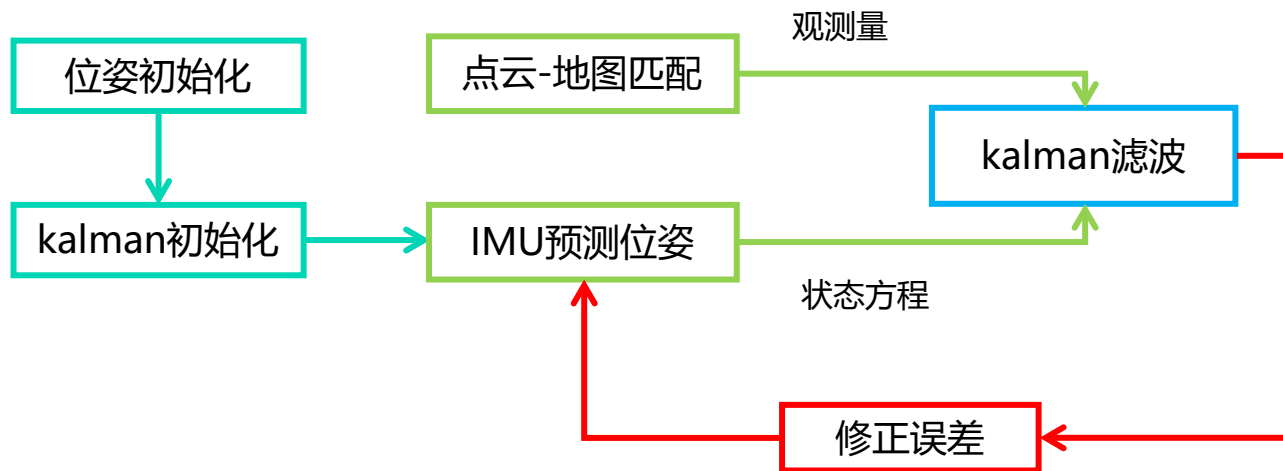 观测量
位姿初始化
点云-地图匹配
kalman滤波
kalman初始化
IMU预测位姿
状态方程
修正误差